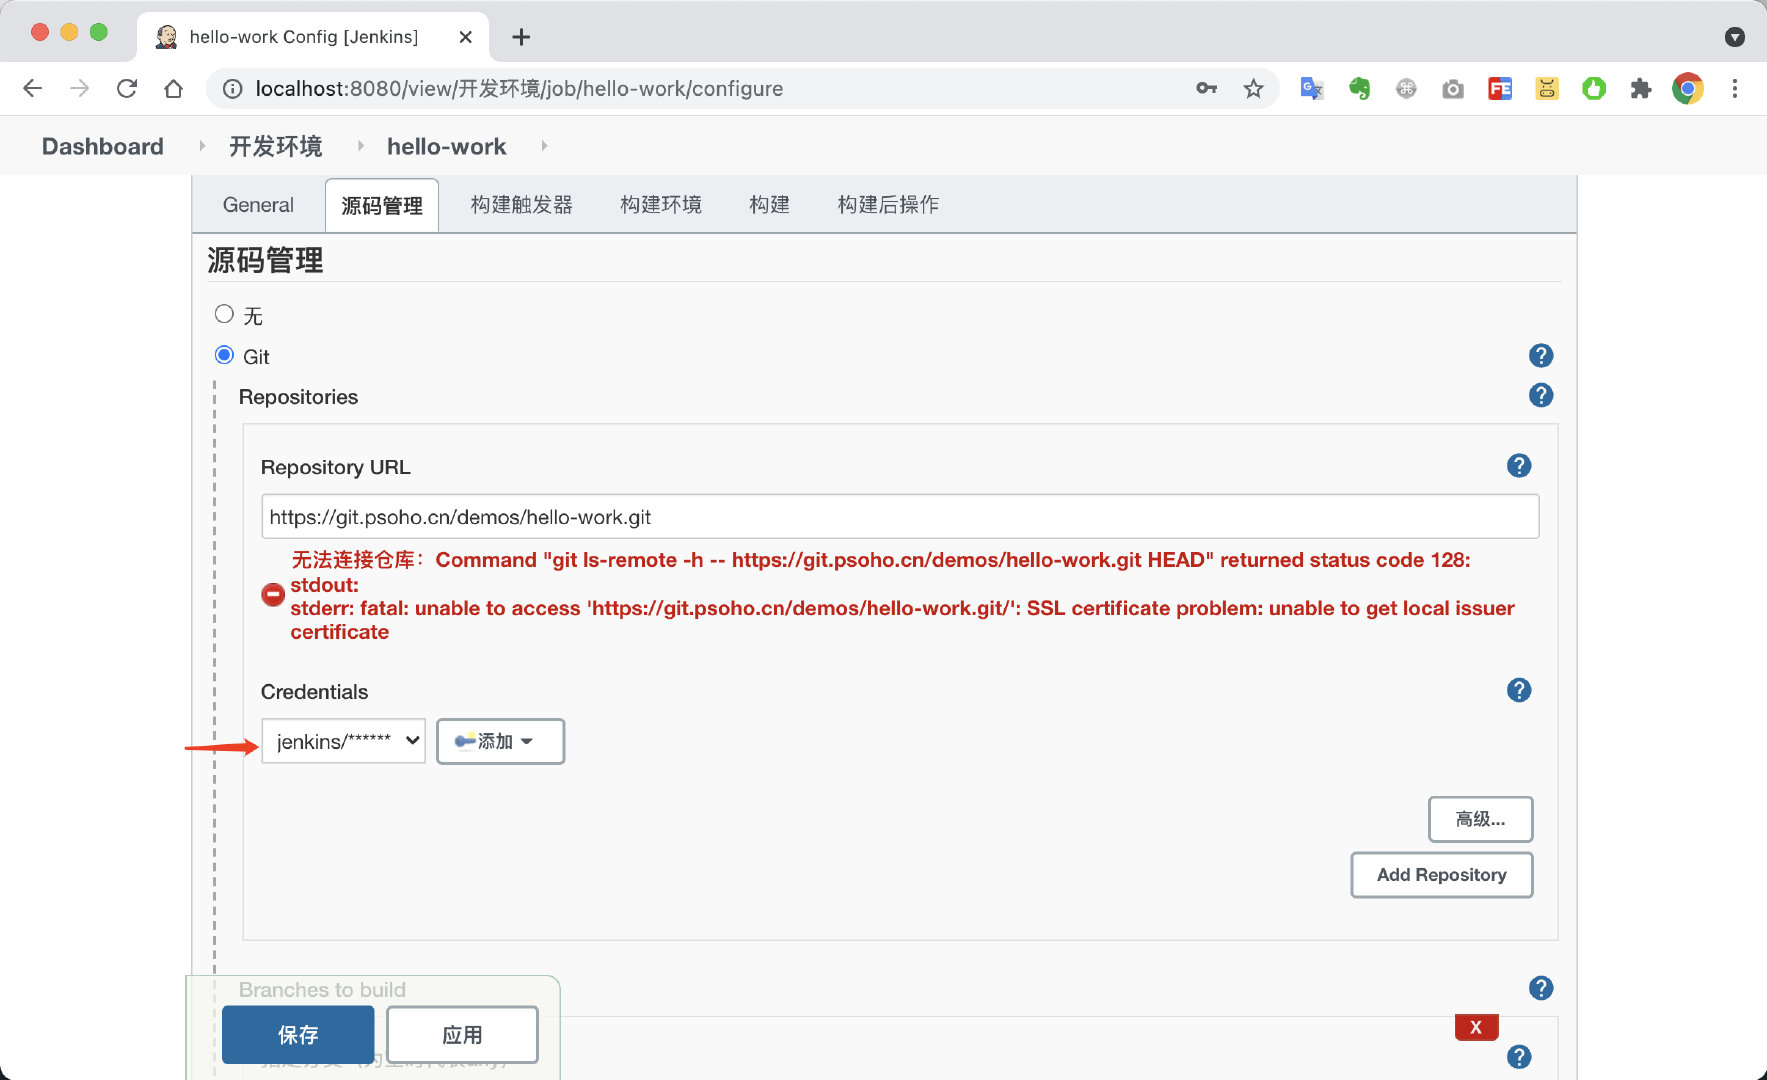 hello-work Config [Jenkins]
localhost:8080/view/开发环境/job/hello-work/configure
Dashboard 开发环境 hello-work
General 源码管理 构建触发器 构建环境 构建 构建后操作
源码管理
无
Git
Repositories
Repository URL
https://git.psoho.cn/demos/hello-work.git
无法连接仓库：Command "git ls-remote -h -- https://git.psoho.cn/demos/hello-work.git HEAD" returned status code 128:
stdout:
stderr: fatal: unable to access 'https://git.psoho.cn/demos/hello-work.git/': SSL certificate problem: unable to get local issuer
certificate
Credentials
jenkins/****** 添加
高级...
Add Repository
Branches to build
X
保存 应用